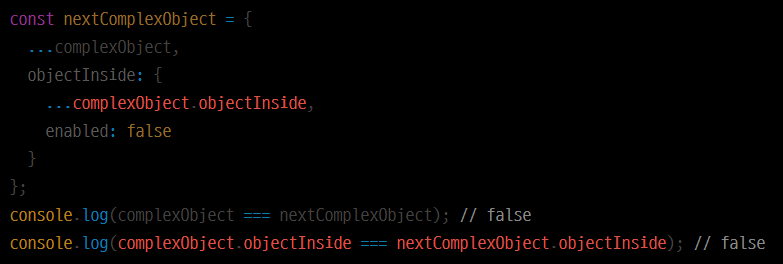 const nextComplexObject = {
  ...complexObject,
  objectInside: {
    ...complexObject.objectInside,
    enabled: false
  }
};
console.log(complexObject === nextComplexObject); // false
console.log(complexObject.objectInside === nextComplexObject.objectInside); // false